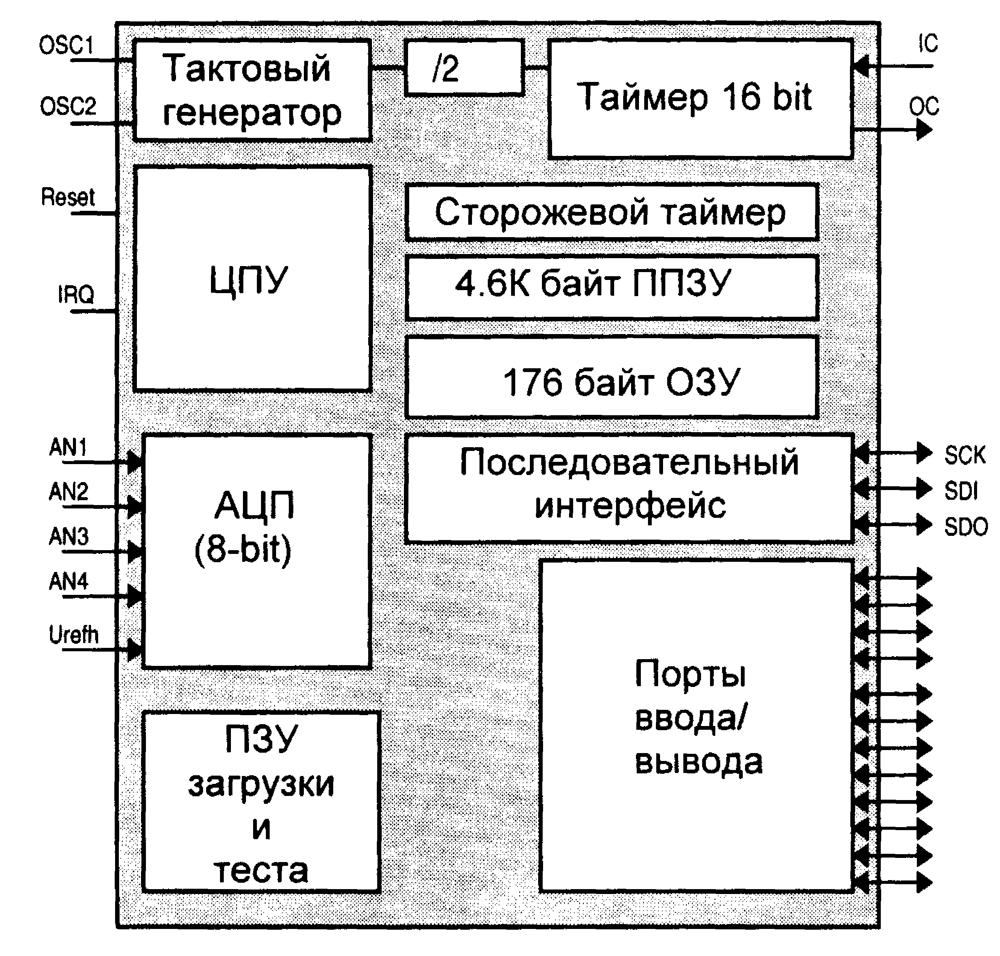 OSC1
Тактовый
генератор
OSC2
/2
Таймер 16 bit
IC
OC
Reset
IRQ
ЦПУ
Сторожевой таймер
4.6К байт ППЗУ
176 байт ОЗУ
AN1
AN2
AN3
AN4
Urefh
АЦП
(8-bit)
Последовательный
интерфейс
SCK
SDI
SDO
ПЗУ
загрузки
и
теста
Порты
ввода/
вывода